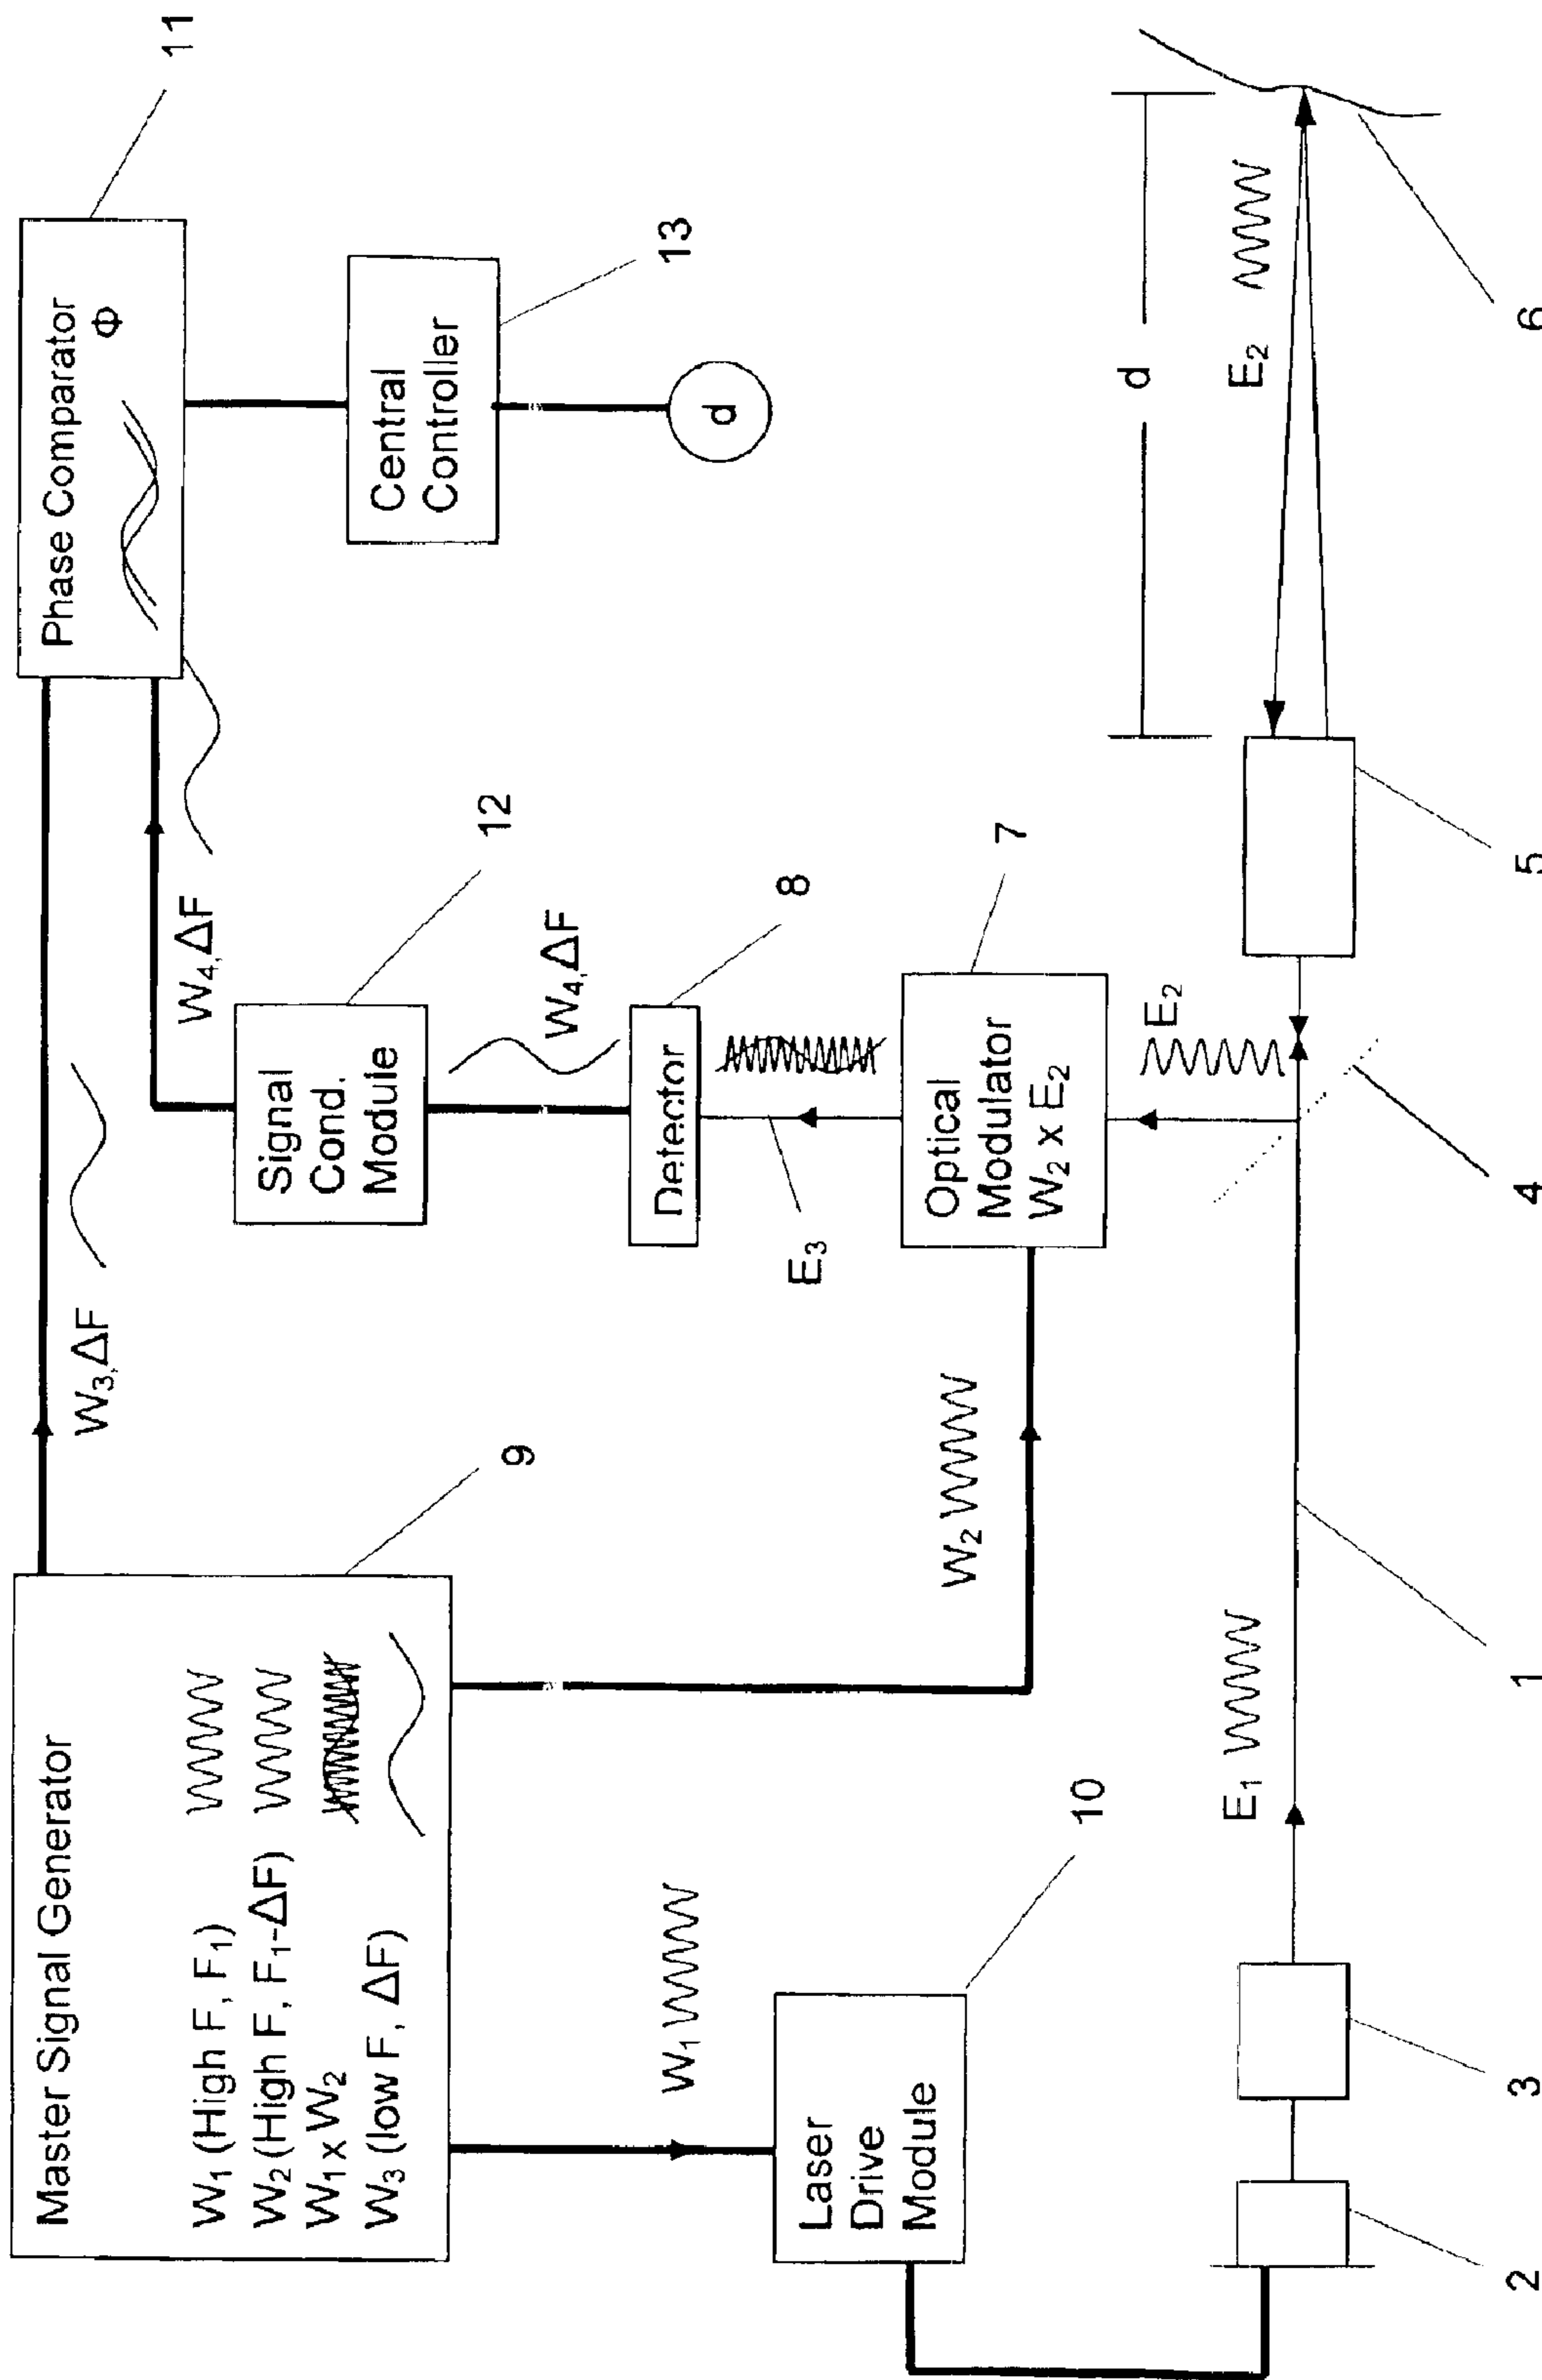 Master Signal Generator
W₁ (High F, F₁)
W₂ (High F, F₁-ΔF)
W₁ x W₂
W₃ (low F, ΔF)
9
W₃,ΔF
Phase Comparator
Φ
11
W₄,ΔF
Signal
Cond.
Module
12
Central
Controller
13
d
W₄,ΔF
Detector
8
E₃
Optical
Modulator
W₂ x E₂
7
W₂
W₁
Laser
Drive
Module
10
E₂
d
E₂
E₁
2
3
1
4
5
6